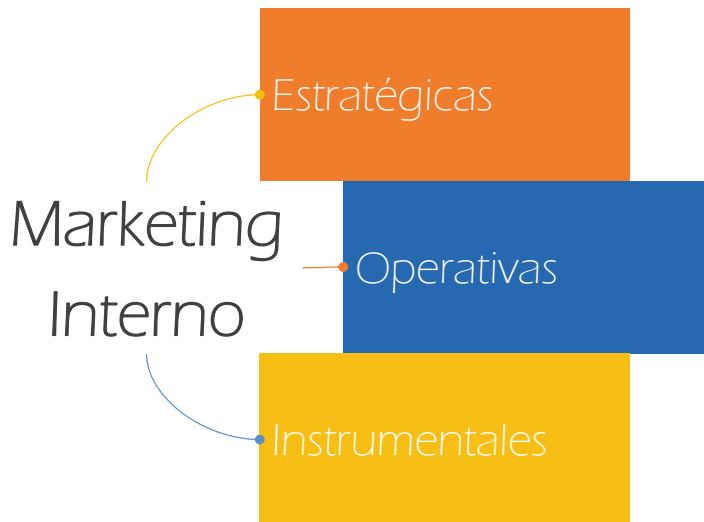 Marketing
Interno
Estratégicas
Operativas
Instrumentales